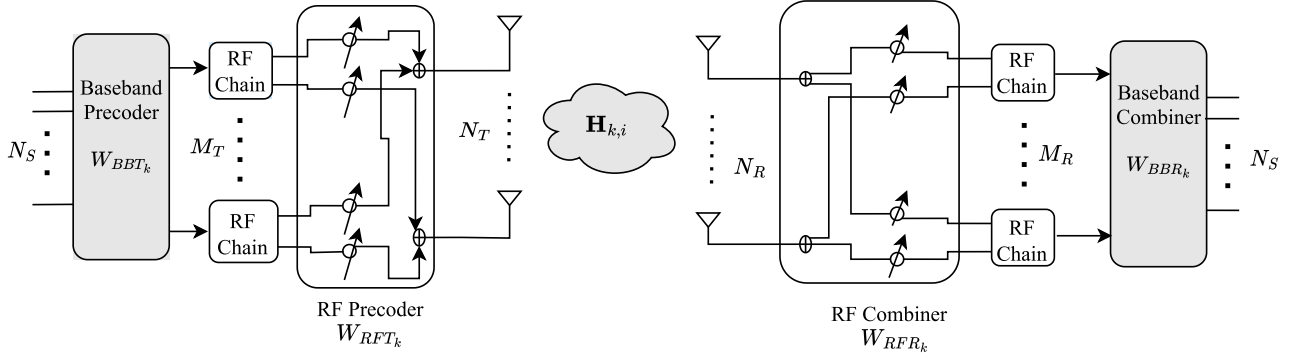 N_S
Baseband
Precoder
W_{BBT_k}
RF
Chain
M_T
RF
Chain
RF Precoder
W_{RFT_k}
N_T
H_{k,i}
N_R
RF Combiner
W_{RFR_k}
RF
Chain
M_R
RF
Chain
Baseband
Combiner
W_{BBR_k}
N_S